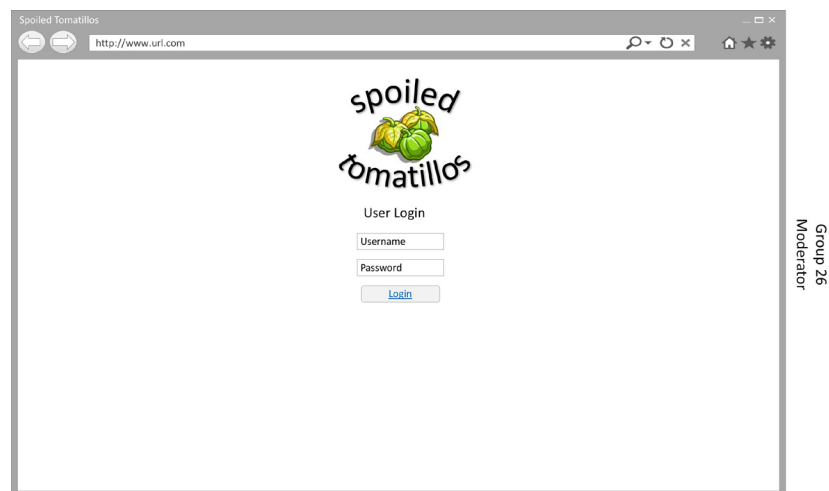 Spoiled Tomatillos
http://www.url.com
spoiled
tomatillos
User Login
Username
Password
Login
Group 26
Moderator